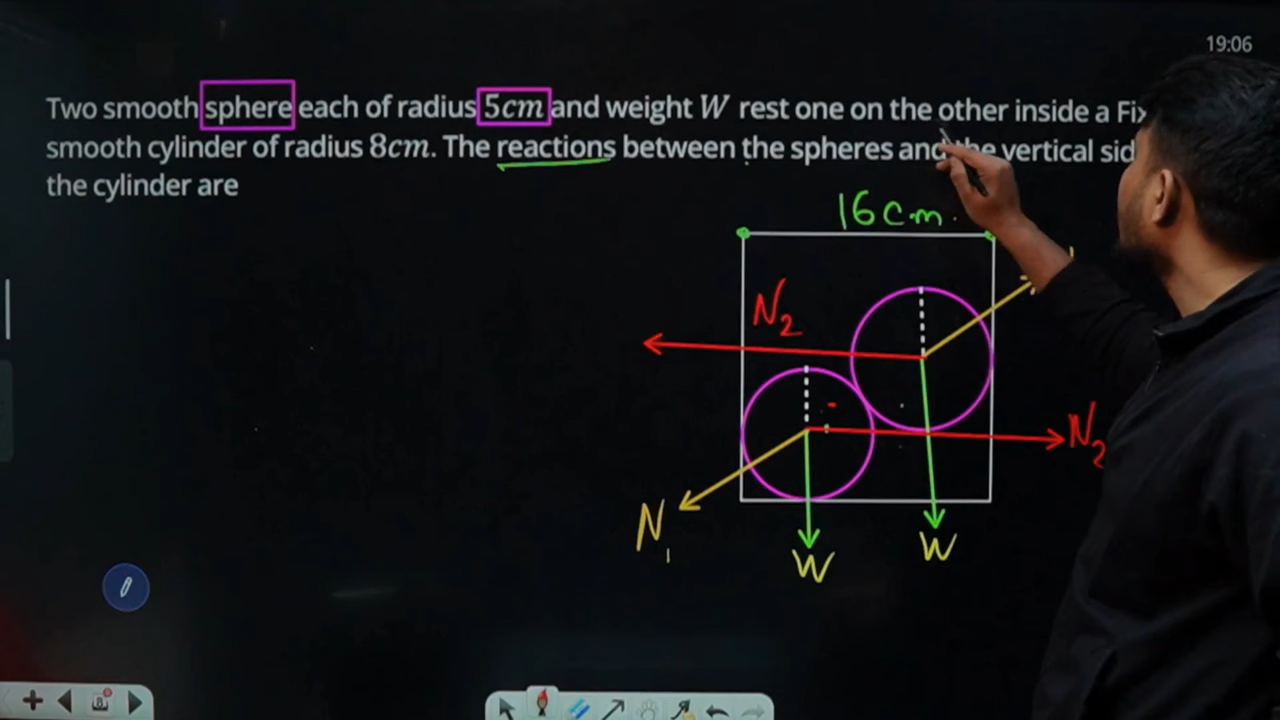 19:06
Two smooth sphere each of radius 5cm and weight W rest one on the other inside a Fix
smooth cylinder of radius 8cm. The reactions between the spheres and the vertical sid
the cylinder are
16cm
N2
N2
N1
W
W